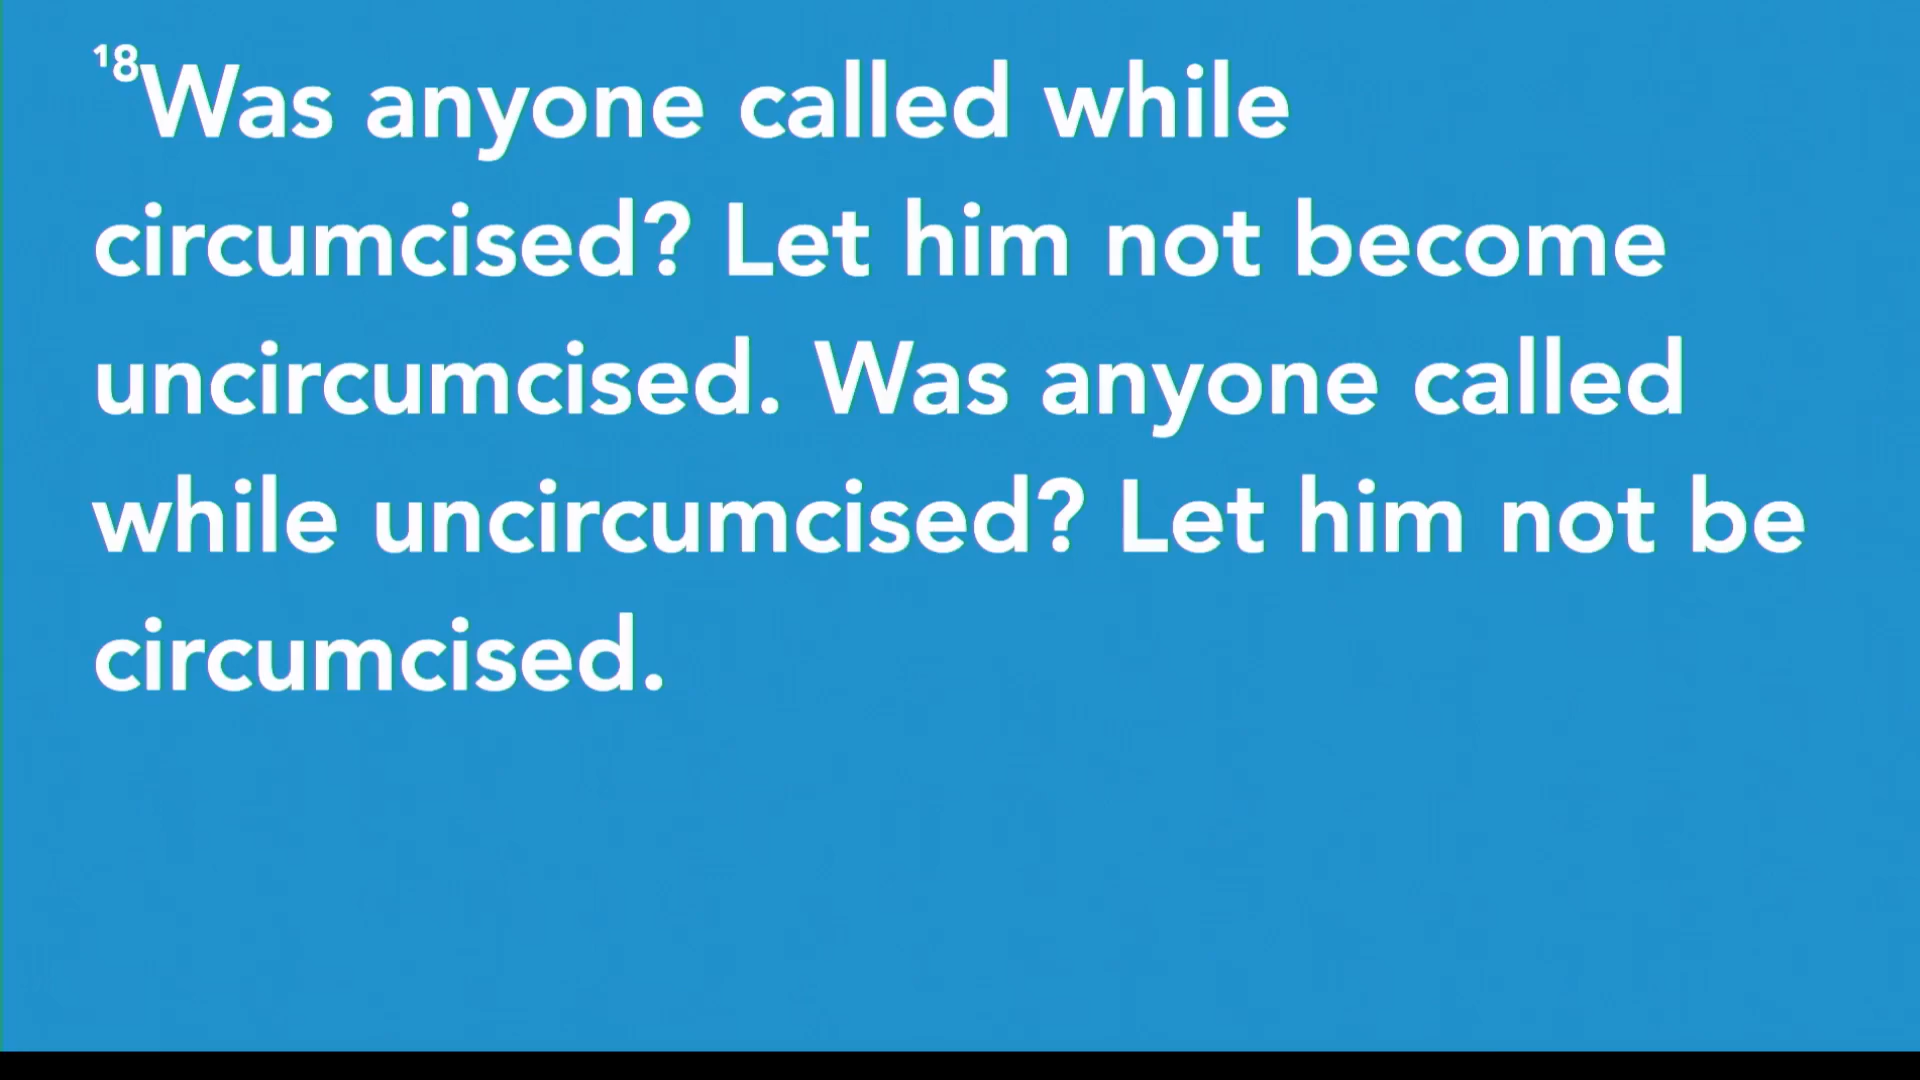 18Was anyone called while
circumcised? Let him not become
uncircumcised. Was anyone called
while uncircumcised? Let him not be
circumcised.